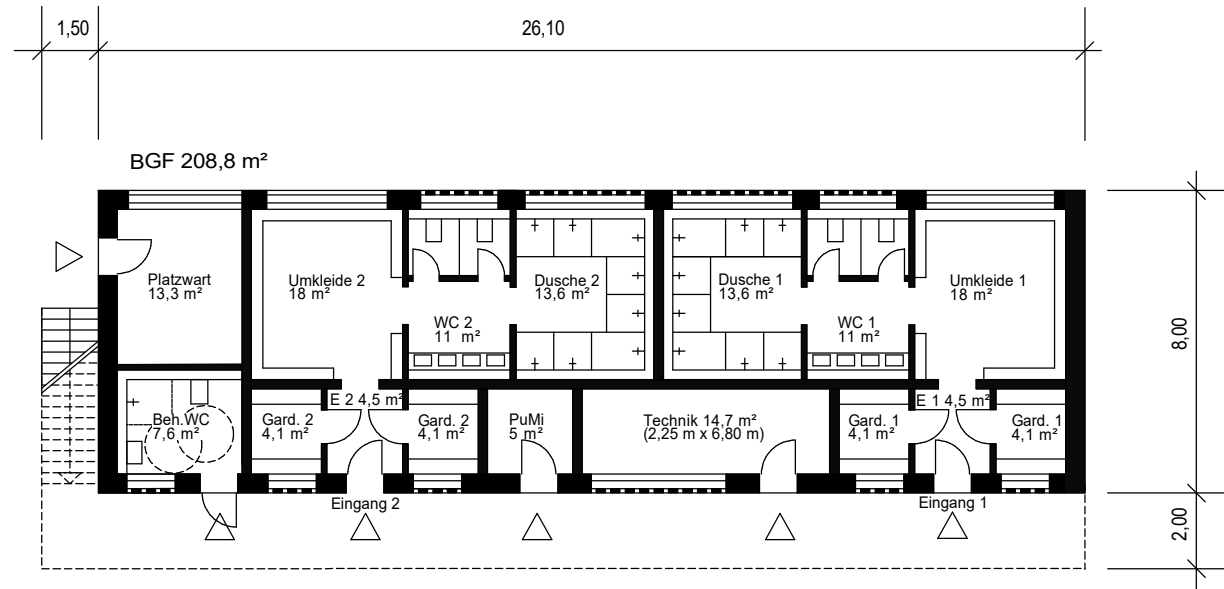 1,50
26,10
BGF 208,8 m²
Platzwart
13,3 m²
Umkleide 2
18 m²
WC 2
11 m²
Dusche 2
13,6 m²
Dusche 1
13,6 m²
WC 1
11 m²
Umkleide 1
18 m²
8,00
Beh.WC
7,6 m²
Gard. 2
4,1 m²
E 2 4,5 m²
Gard. 2
4,1 m²
PuMi
5 m²
Technik 14,7 m²
(2,25 m x 6,80 m)
Gard. 1
4,1 m²
E 1 4,5 m²
Gard. 1
4,1 m²
Eingang 2
Eingang 1
2,00